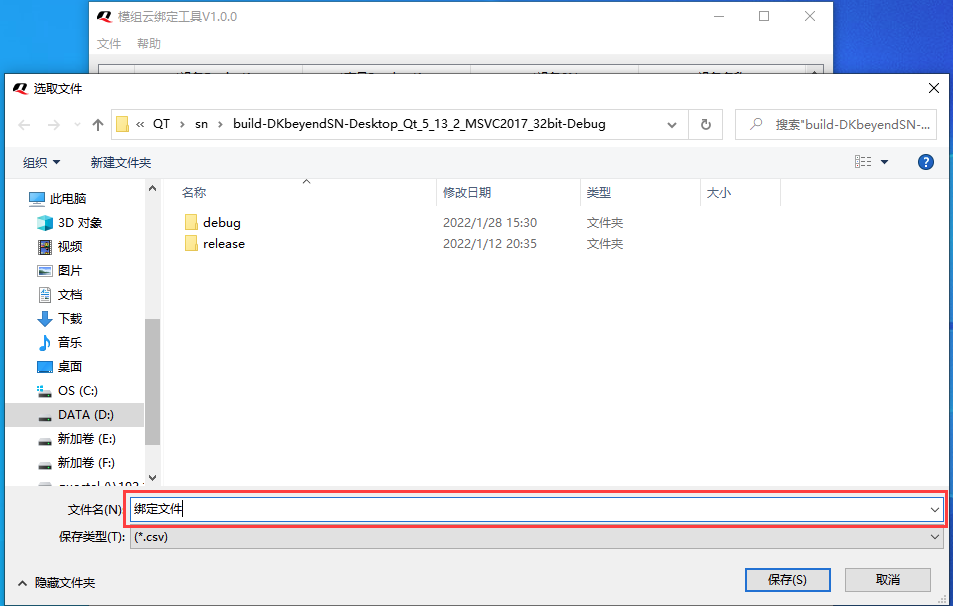 模组云绑定工具V1.0.0
文件 帮助
选取文件
« QT › sn › build-DKbeyendSN-Desktop_Qt_5_13_2_MSVC2017_32bit-Debug
搜索"build-DKbeyendSN-...
组织 新建文件夹
名称 修改日期 类型 大小
debug 2022/1/28 15:30 文件夹
release 2022/1/12 20:35 文件夹
此电脑
3D 对象
视频
图片
文档
下载
音乐
桌面
OS (C:)
DATA (D:)
新加卷 (E:)
新加卷 (F:)
文件名(N): 绑定文件
保存类型(T): (*.csv)
隐藏文件夹
保存(S) 取消